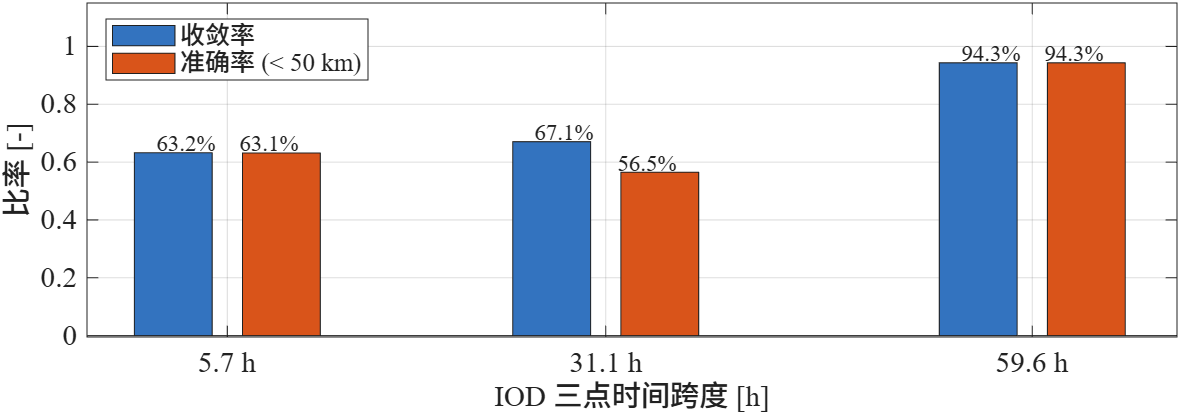 收敛率
准确率 (< 50 km)
比率 [-]
1
0.8
0.6
0.4
0.2
0
63.2%
63.1%
67.1%
56.5%
94.3%
94.3%
5.7 h
31.1 h
59.6 h
IOD 三点时间跨度 [h]